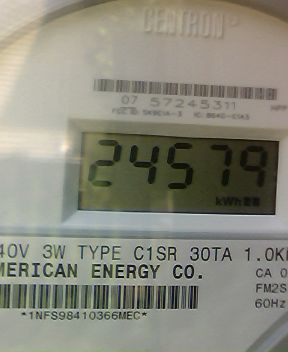 CENTRON®
07 57245311
24579
kWh
40V 3W TYPE C1SR 30TA 1.0K
MERICAN ENERGY CO.
CA 0
FM2S
60Hz
*1NFS98410366MEC*